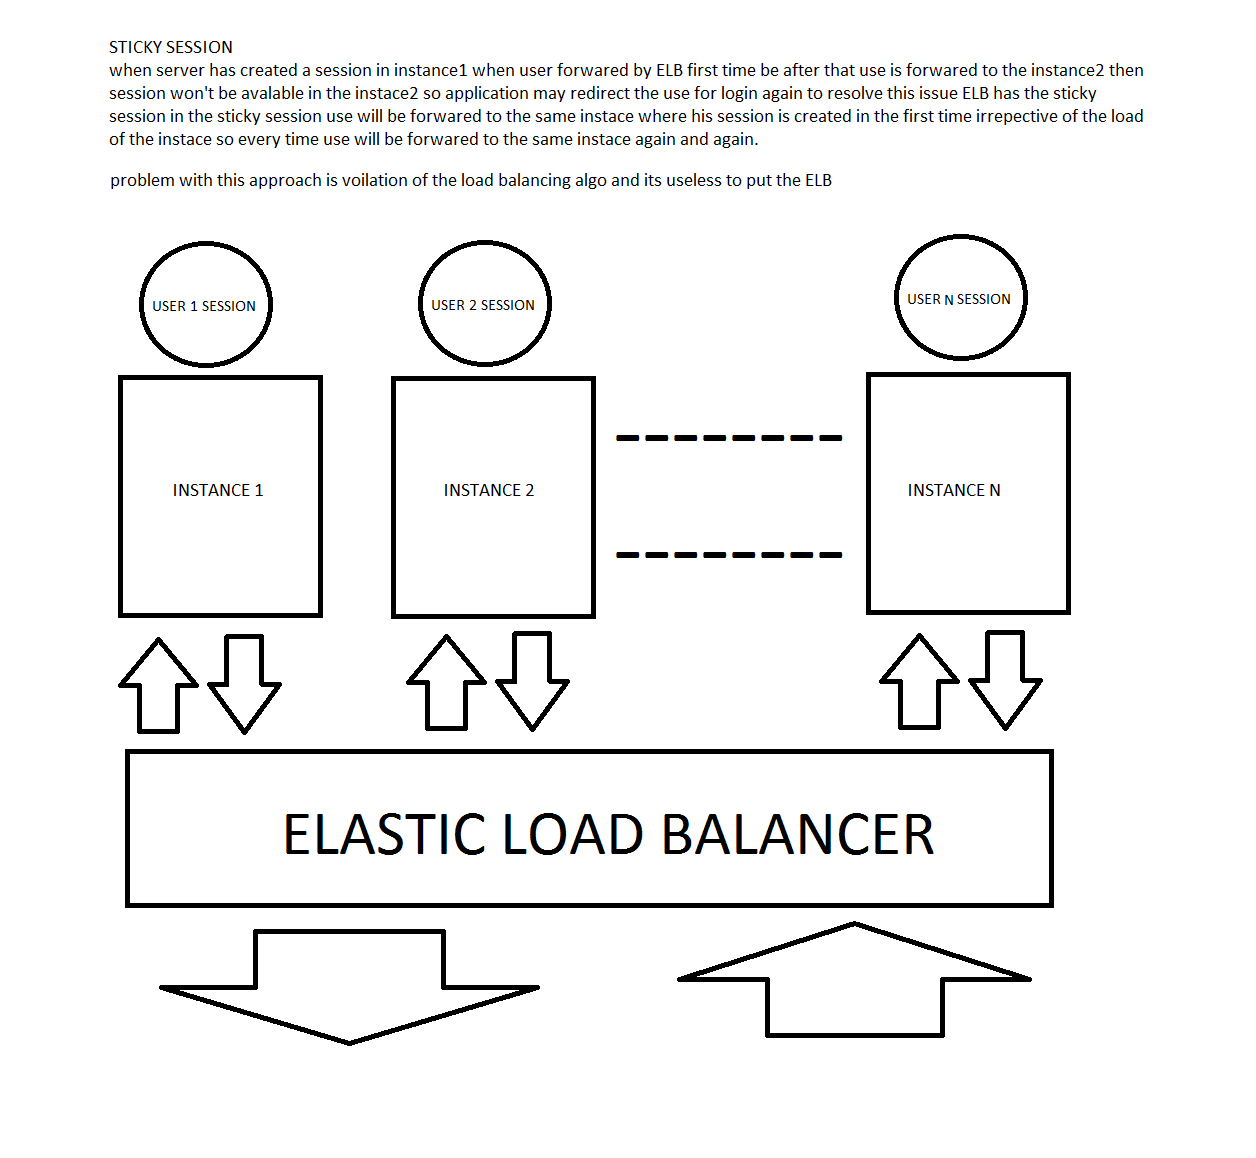 STICKY SESSION
when server has created a session in instance1 when user forwared by ELB first time be after that use is forwared to the instance2 then
session won't be avalable in the instace2 so application may redirect the use for login again to resolve this issue ELB has the sticky
session in the sticky session use will be forwared to the same instace where his session is created in the first time irrepective of the load
of the instace so every time use will be forwared to the same instace again and again.
problem with this approach is voilation of the load balancing algo and its useless to put the ELB
USER 1 SESSION
USER 2 SESSION
USER N SESSION
INSTANCE 1
INSTANCE 2
INSTANCE N
ELASTIC LOAD BALANCER